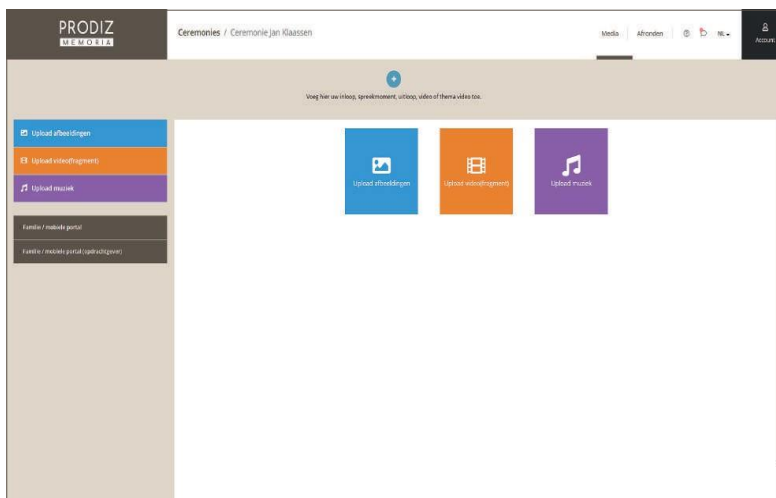 PRODIZ
MEMORIA
Ceremonies / Ceremonie Jan Klaassen
Media
Afronden
NL
Account
Voeg hier uw inloop, spreekmoment, uitloop, video of thema video toe.
Upload afbeeldingen
Upload video(fragment)
Upload muziek
Familie / mobiele portal
Familie / mobiele portal (opdrachtgever)
Upload afbeeldingen
Upload video(fragment)
Upload muziek